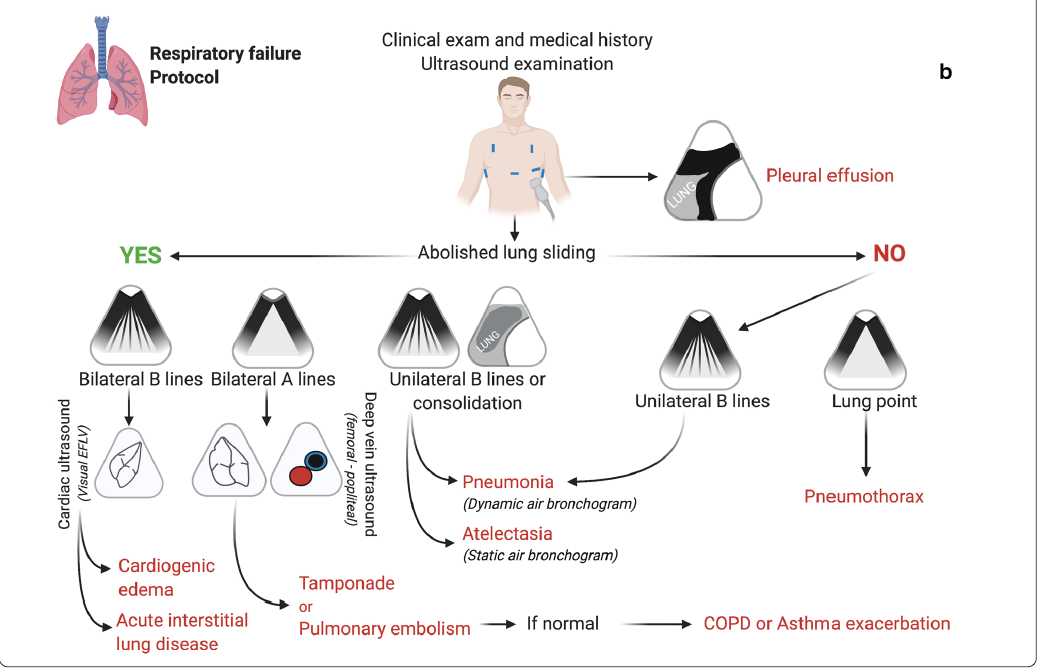 Respiratory failure
Protocol
Clinical exam and medical history
Ultrasound examination
b
LUNG
Pleural effusion
YES
Abolished lung sliding
NO
LUNG
Bilateral B lines
Bilateral A lines
Unilateral B lines or
consolidation
Unilateral B lines
Lung point
Cardiac ultrasound
(Visual EFLV)
Deep vein ultrasound
(femoral - popliteal)
Pneumonia
(Dynamic air bronchogram)
Pneumothorax
Atelectasia
(Static air bronchogram)
Cardiogenic
edema
Acute interstitial
lung disease
Tamponade
or
Pulmonary embolism
If normal
COPD or Asthma exacerbation